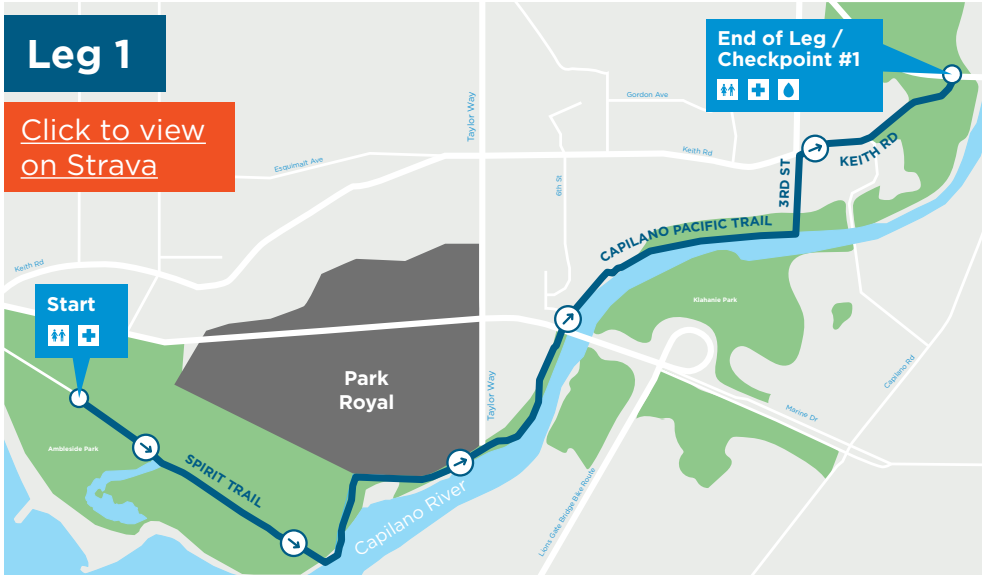 Leg 1
Click to view
on Strava
End of Leg /
Checkpoint #1
Gordon Ave
Taylor Way
Esquimalt Ave
Keith Rd
KEITH RD
6th St
3RD ST
CAPILANO PACIFIC TRAIL
Keith Rd
Start
Klahanie Park
Park
Royal
Taylor Way
Capilano Rd
Marine Dr
Ambleside Park
SPIRIT TRAIL
Capilano River
Lions Gate Bridge Bike Route